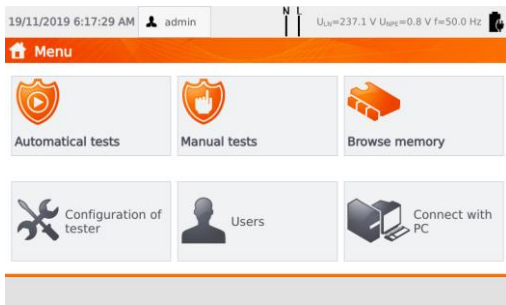 19/11/2019 6:17:29 AM admin N L ULN=237.1 V UNPE=0.8 V f=50.0 Hz
Menu
Automatical tests Manual tests Browse memory
Configuration of tester Users Connect with PC